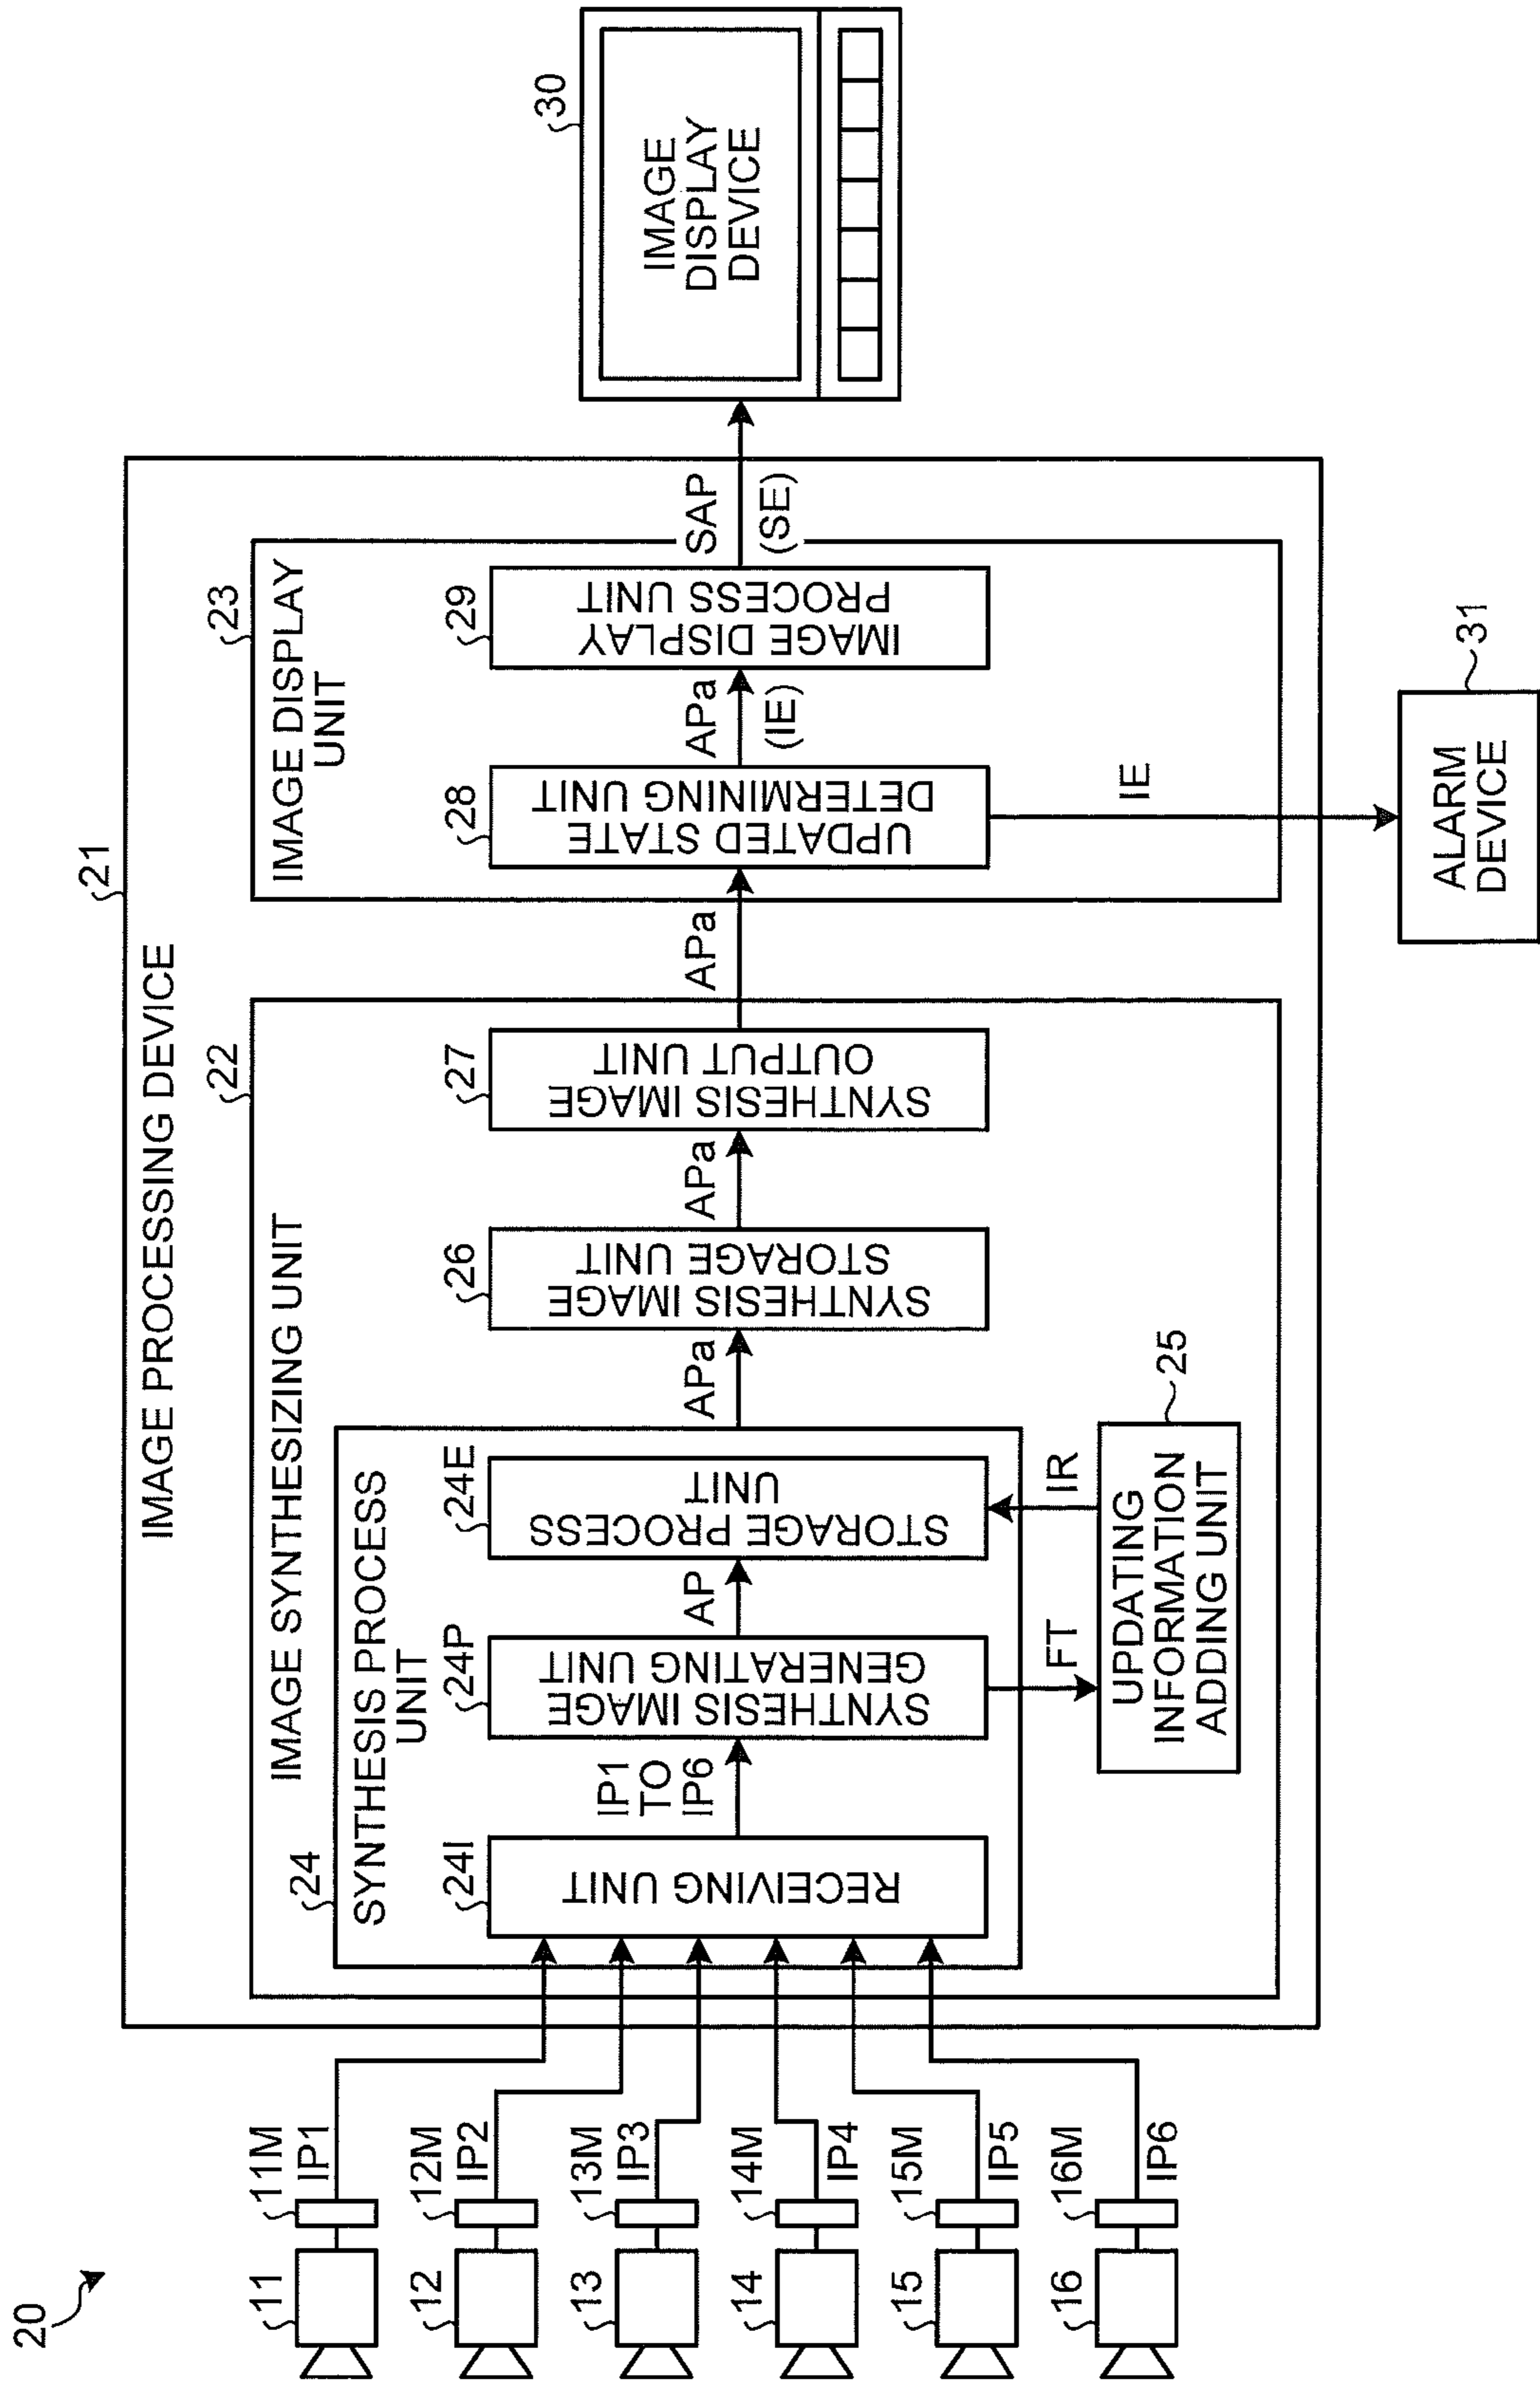 20
21
IMAGE PROCESSING DEVICE
22
IMAGE SYNTHESIZING UNIT
24
SYNTHESIS PROCESS
UNIT
11
11M
IP1
12
12M
IP2
13
13M
IP3
14
14M
IP4
15
15M
IP5
16
16M
IP6
24I
RECEIVING UNIT
IP1
TO
IP6
24P
SYNTHESIS IMAGE
GENERATING UNIT
AP
24E
STORAGE PROCESS
UNIT
FT
IR
25
UPDATING
INFORMATION
ADDING UNIT
APa
26
SYNTHESIS IMAGE
STORAGE UNIT
APa
27
SYNTHESIS IMAGE
OUTPUT UNIT
APa
23
IMAGE DISPLAY
UNIT
28
UPDATED STATE
DETERMINING UNIT
APa
(IE)
29
IMAGE DISPLAY
PROCESS UNIT
SAP
(SE)
IE
31
ALARM
DEVICE
30
IMAGE
DISPLAY
DEVICE